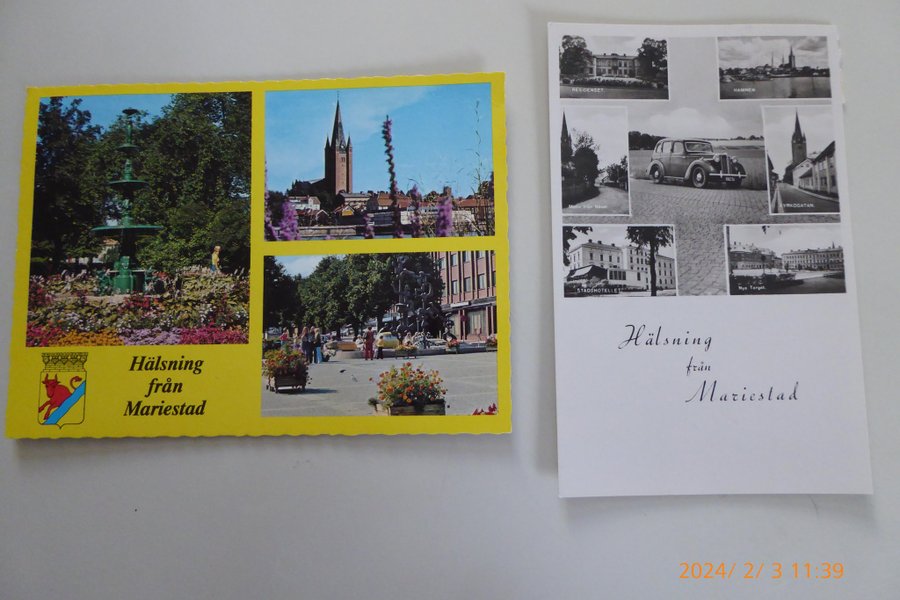 Hälsning
från
Mariestad
RESIDENSET.
HAMNEN
KYRKOGATAN.
STADSHOTELLET
Nya Torget.
Hälsning
från
Mariestad
2024/ 2/ 3 11:39